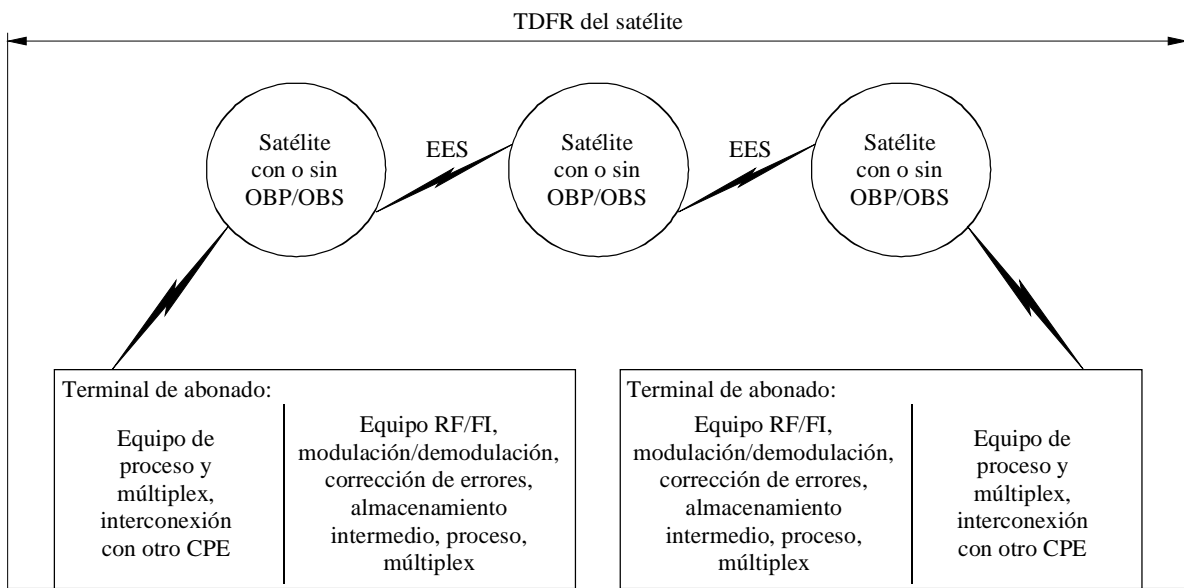 TDFR del satélite
Satélite
con o sin
OBP/OBS
EES
Satélite
con o sin
OBP/OBS
EES
Satélite
con o sin
OBP/OBS
Terminal de abonado:
Equipo de
proceso y
múltiplex,
interconexión
con otro CPE
Equipo RF/FI,
modulación/demodulación,
corrección de errores,
almacenamiento
intermedio, proceso,
múltiplex
Terminal de abonado:
Equipo RF/FI,
modulación/demodulación,
corrección de errores,
almacenamiento
intermedio, proceso,
múltiplex
Equipo de
proceso y
múltiplex,
interconexión
con otro CPE